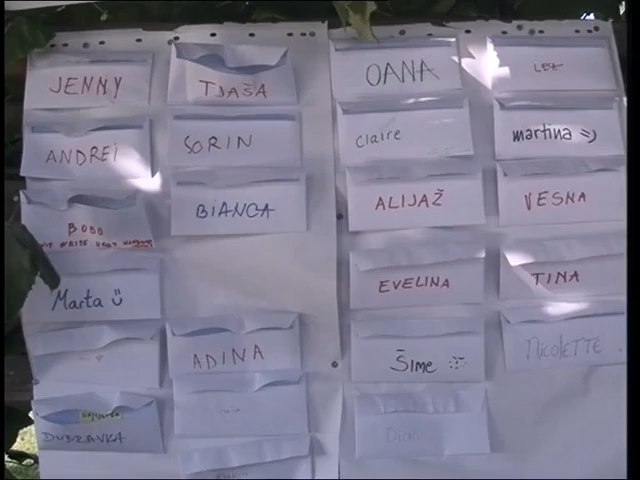 JENNY
TJAŠA
ANDREI
SORIN
BOBO
BIANCA
Marta
ADINA
DUBRAVKA
OANA
LEA
claire
martina =)
ALIJAŽ
VESNA
EVELINA
TINA
Šime
NICOLETTE